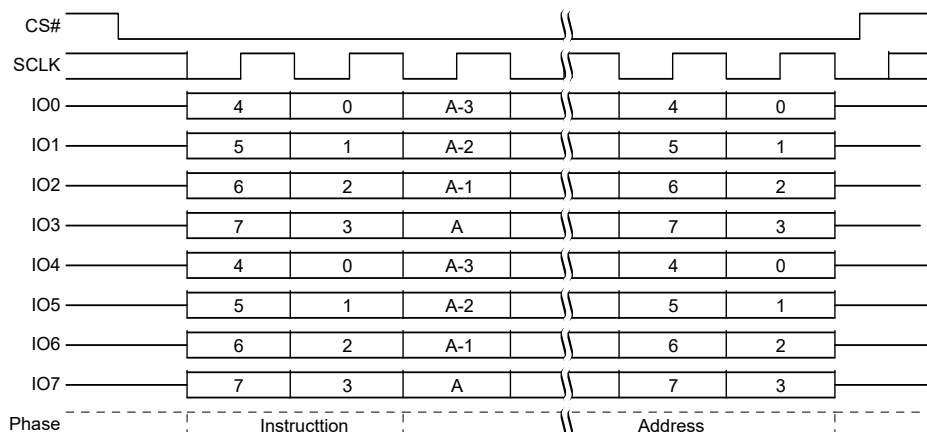 CS#
SCLK
IO0 4 0 A-3 4 0
IO1 5 1 A-2 5 1
IO2 6 2 A-1 6 2
IO3 7 3 A 7 3
IO4 4 0 A-3 4 0
IO5 5 1 A-2 5 1
IO6 6 2 A-1 6 2
IO7 7 3 A 7 3
Phase Instructtion Address